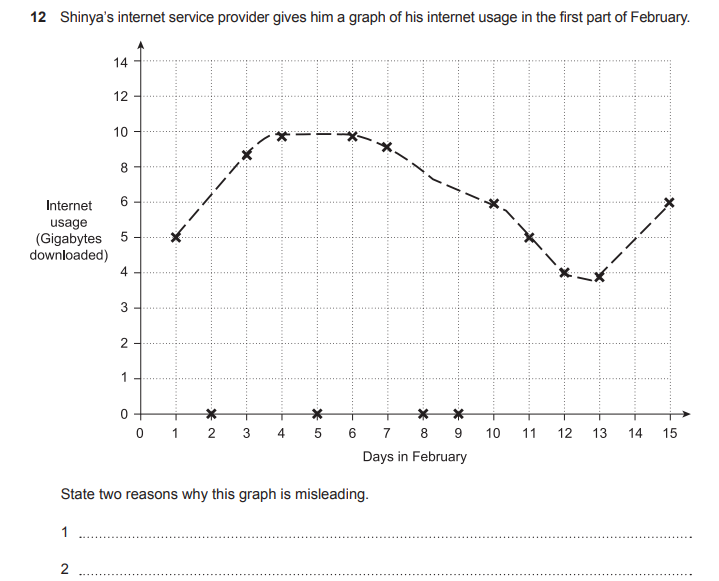 12 Shinya's internet service provider gives him a graph of his internet usage in the first part of February.
14
12
10
8
6
5
4
3
2
1
0
Internet
usage
(Gigabytes
downloaded)
0 1 2 3 4 5 6 7 8 9 10 11 12 13 14 15
Days in February
State two reasons why this graph is misleading.
1
2